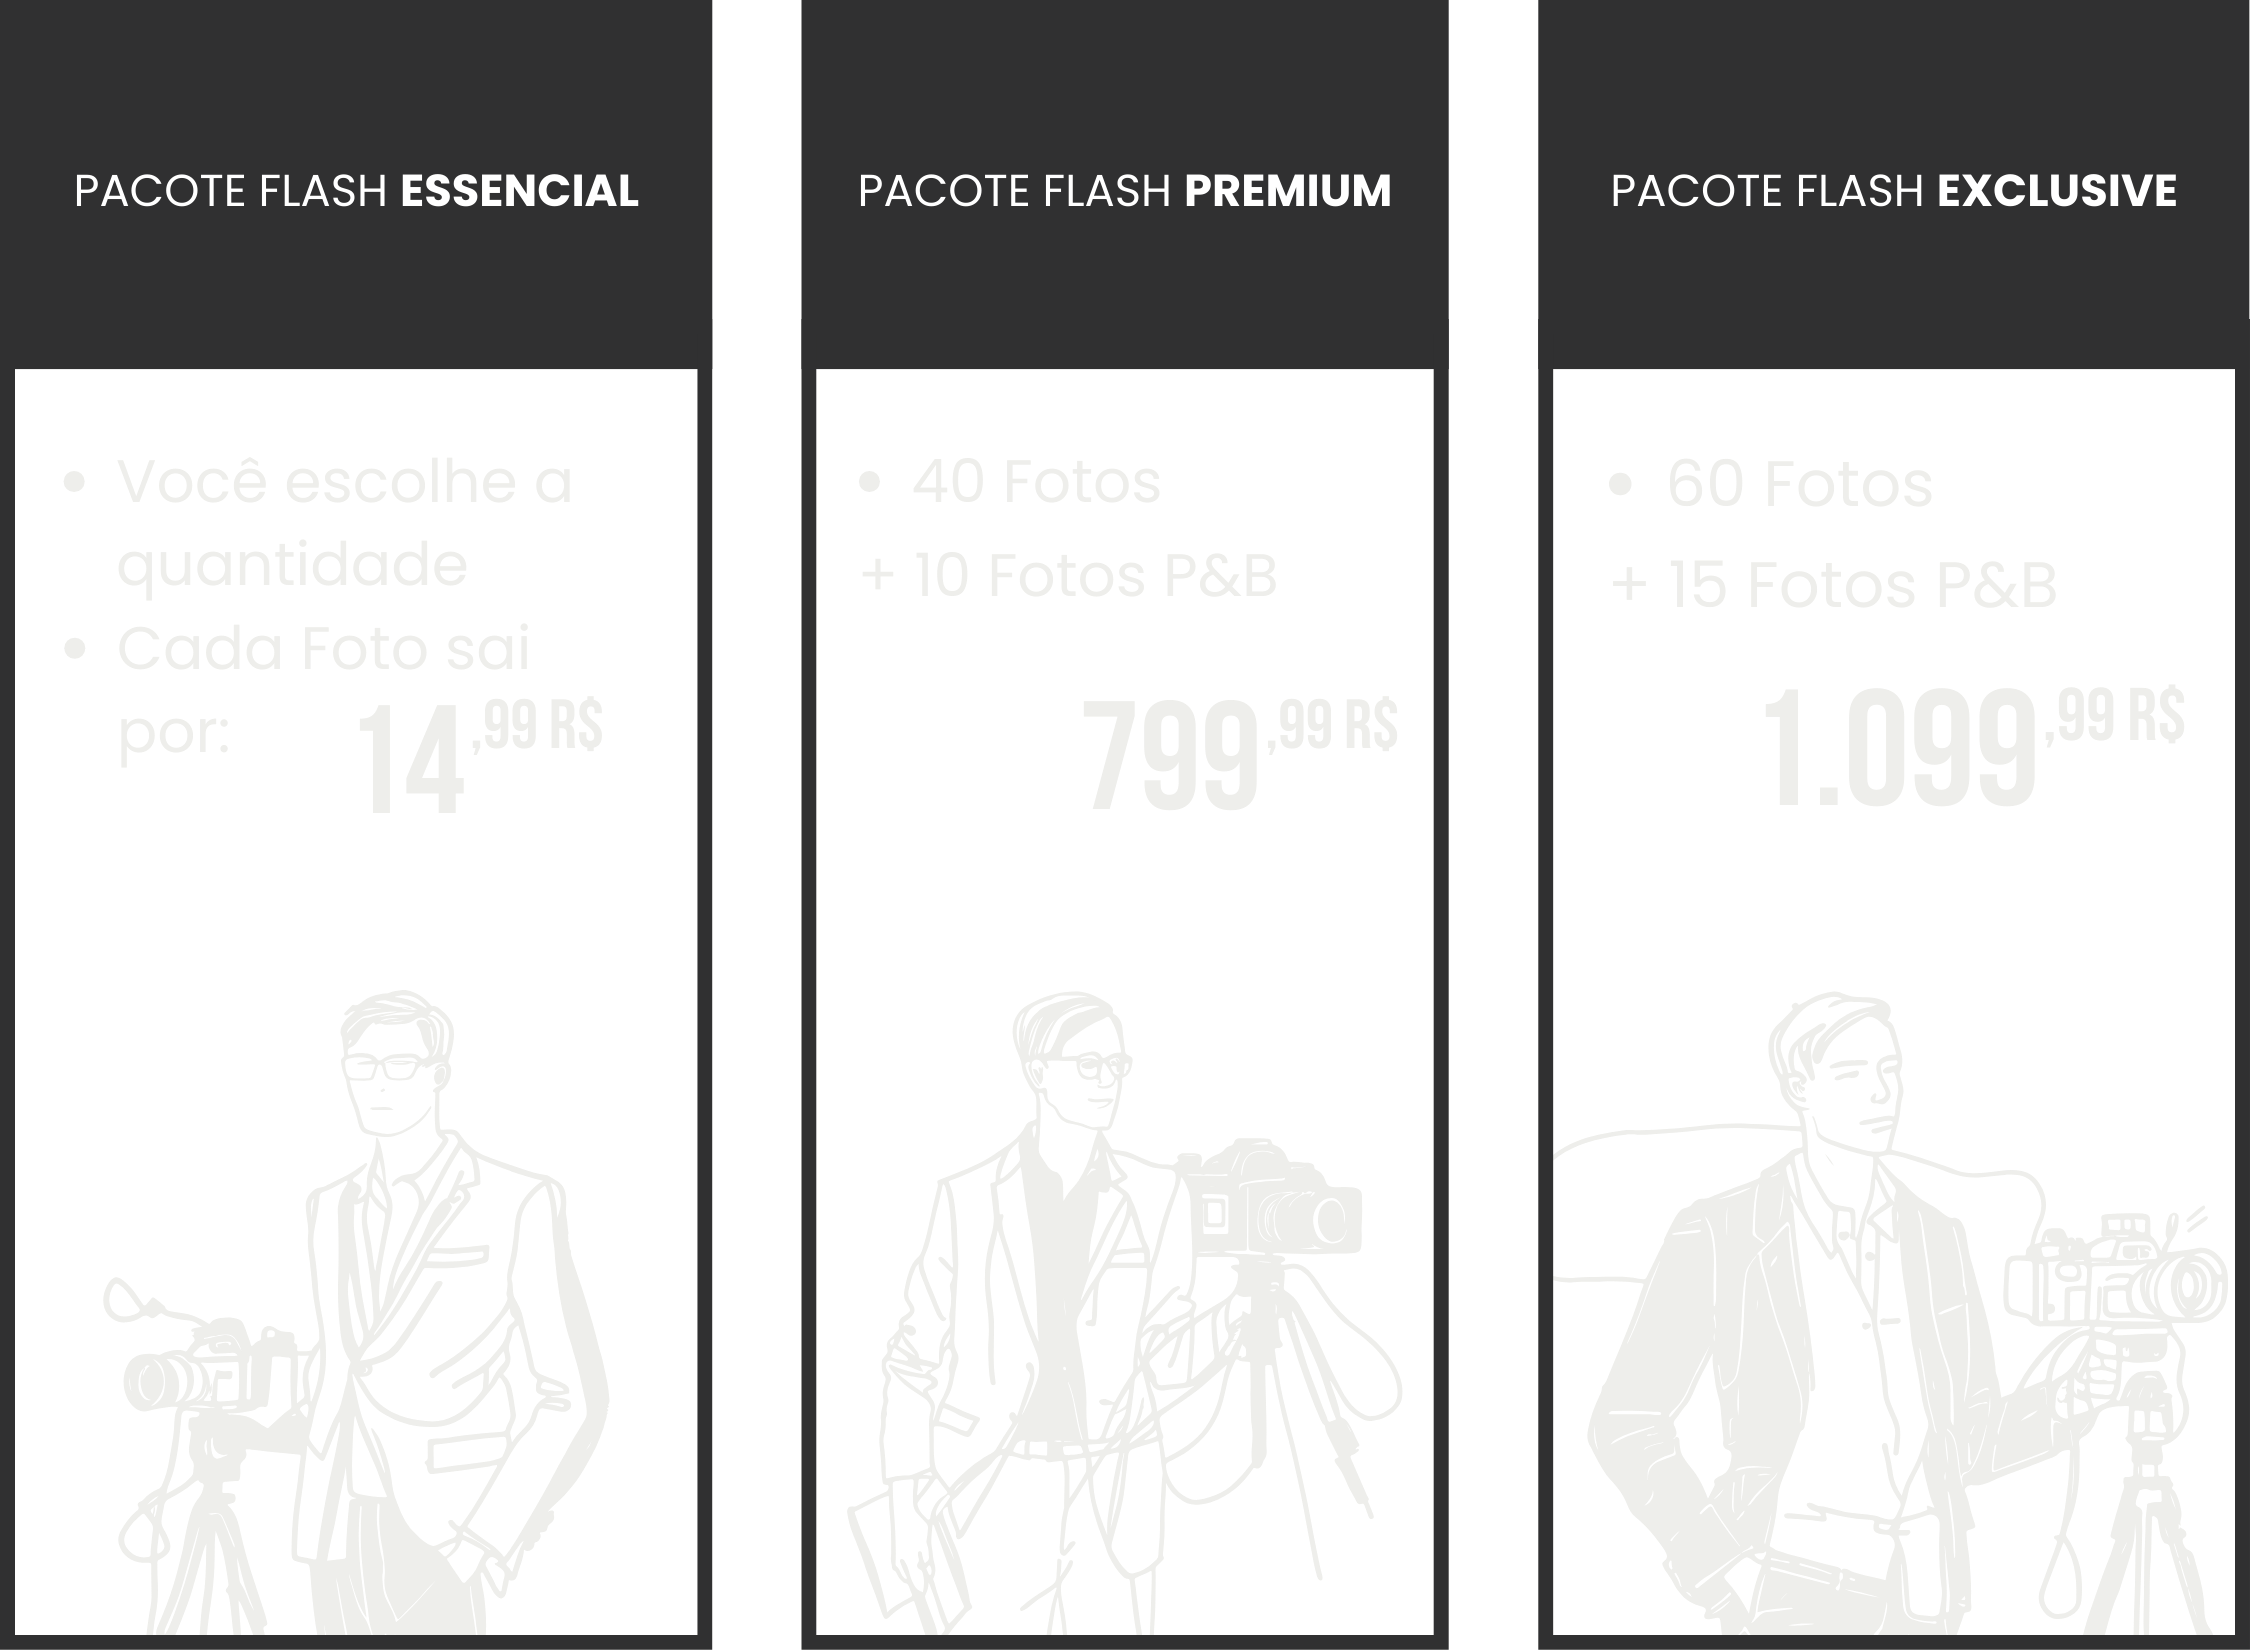 PACOTE FLASH ESSENCIAL
• Você escolhe a
quantidade
• Cada Foto sai
por: 14,99 R$
PACOTE FLASH PREMIUM
• 40 Fotos
+ 10 Fotos P&B
799,99 R$
PACOTE FLASH EXCLUSIVE
• 60 Fotos
+ 15 Fotos P&B
1.099,99 R$